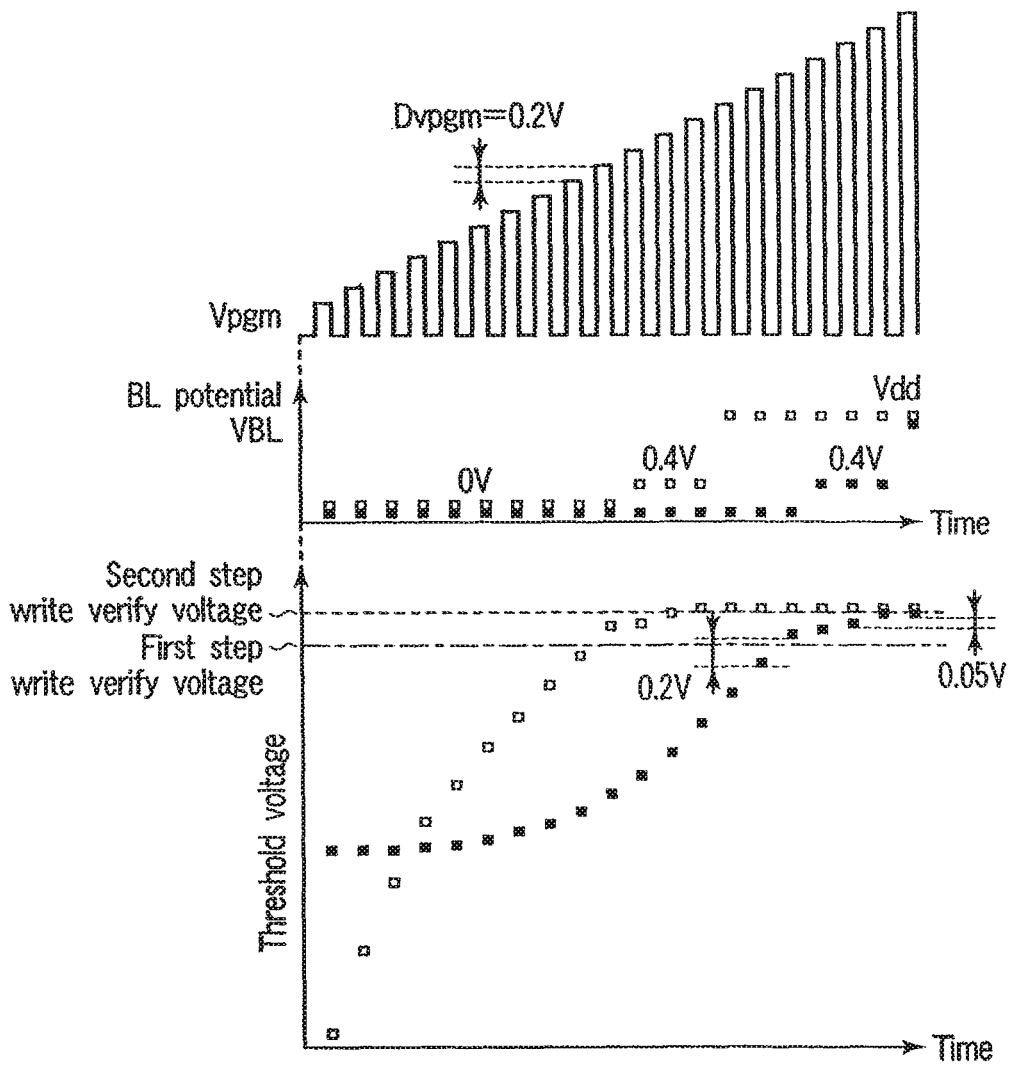 Dvpgm=0.2V
Vpgm
BL potential
VBL
Vdd
0V
0.4V
0.4V
Time
Second step
write verify voltage
First step
write verify voltage
0.2V
0.05V
Threshold voltage
Time